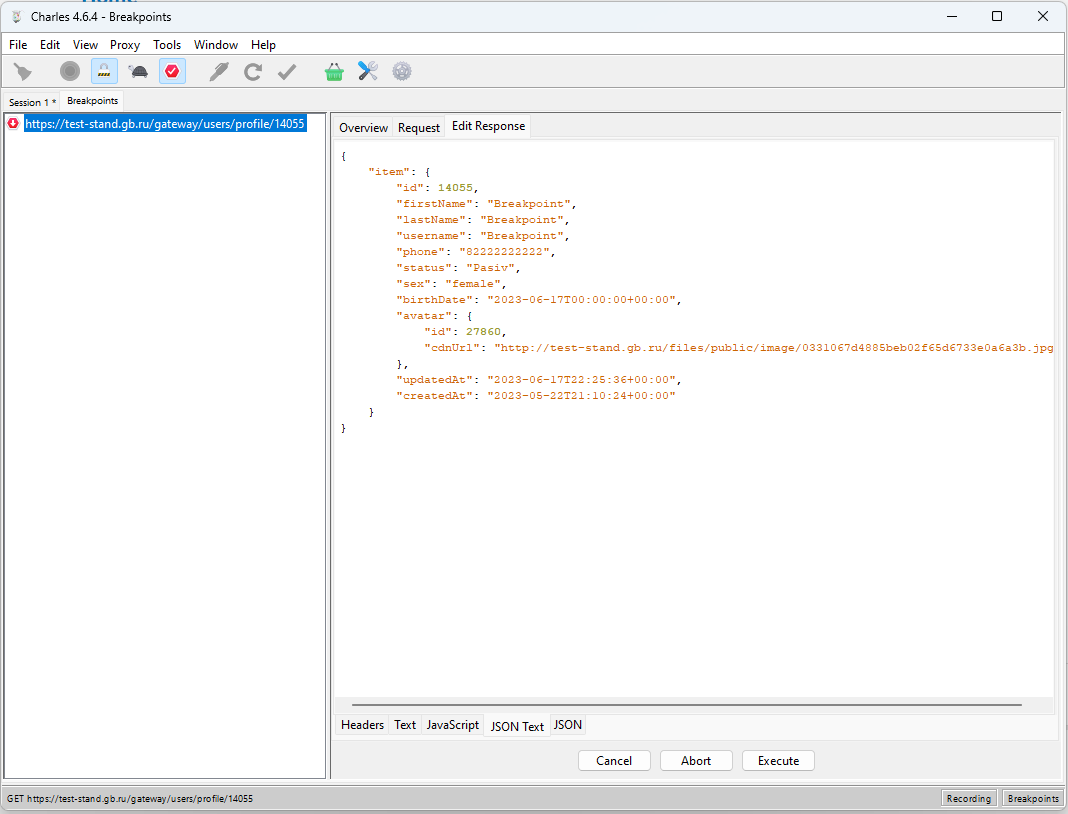 Charles 4.6.4 - Breakpoints
File Edit View Proxy Tools Window Help
Session 1 * Breakpoints
https://test-stand.gb.ru/gateway/users/profile/14055
Overview Request Edit Response
{
"item": {
"id": 14055,
"firstName": "Breakpoint",
"lastName": "Breakpoint",
"username": "Breakpoint",
"phone": "82222222222",
"status": "Pasiv",
"sex": "female",
"birthDate": "2023-06-17T00:00:00+00:00",
"avatar": {
"id": 27860,
"cdnUrl": "http://test-stand.gb.ru/files/public/image/0331067d4885beb02f65d6733e0a6a3b.jpg
},
"updatedAt": "2023-06-17T22:25:36+00:00",
"createdAt": "2023-05-22T21:10:24+00:00"
}
}
Headers Text JavaScript JSON Text JSON
Cancel Abort Execute
GET https://test-stand.gb.ru/gateway/users/profile/14055
Recording Breakpoints